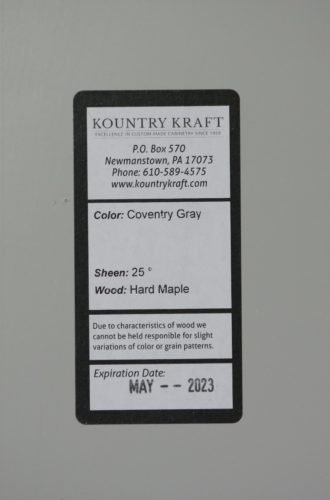 KOUNTRY KRAFT
EXCELLENCE IN CUSTOM MADE CABINETRY SINCE 1959
P.O. Box 570
Newmanstown, PA 17073
Phone: 610-589-4575
www.kountrykraft.com
Color: Coventry Gray
Sheen: 25 °
Wood: Hard Maple
Due to characteristics of wood we
cannot be held responsible for slight
variations of color or grain patterns.
Expiration Date:
MAY -- 2023